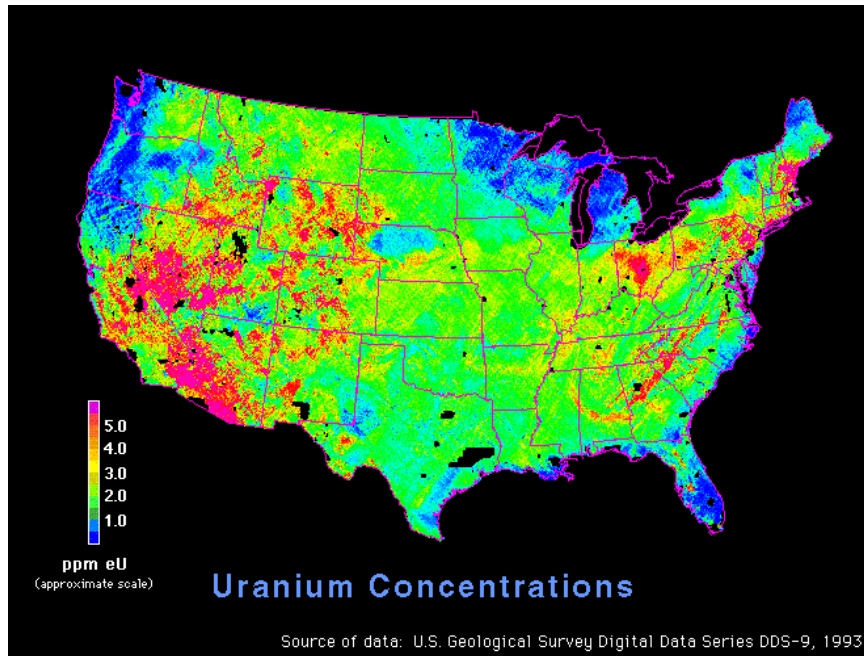 5.0
4.0
3.0
2.0
1.0
ppm eU
(approximate scale)
Uranium Concentrations
Source of data: U.S. Geological Survey Digital Data Series DDS-9, 1993